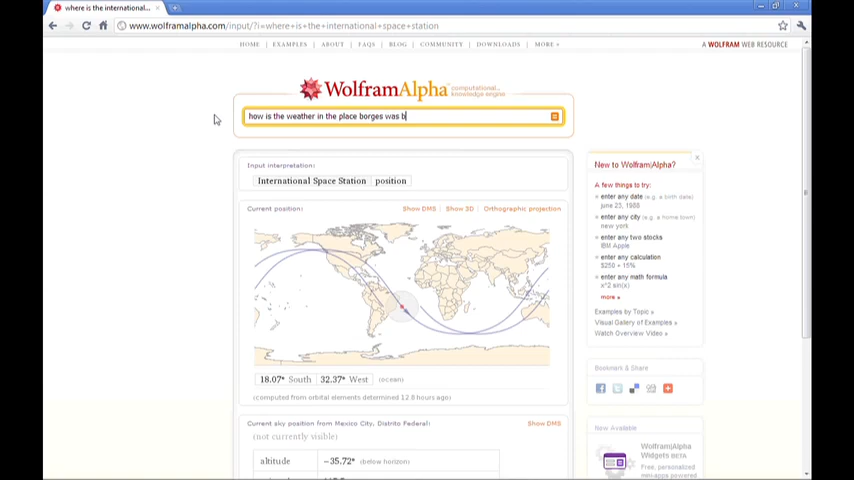 where is the international...
www.wolframalpha.com/input/?i=where+is+the+international+space+station
HOME | EXAMPLES | ABOUT | FAQS | BLOG | COMMUNITY | DOWNLOADS | MORE »
A WOLFRAM WEB RESOURCE
WolframAlpha computational... knowledge engine
how is the weather in the place borges was b
Input interpretation:
International Space Station position
Current position:
Show DMS | Show 3D | Orthographic projection
18.07° South 32.37° West (ocean)
(computed from orbital elements determined 12.8 hours ago)
Current sky position from Mexico City, Distrito Federal:
Show DMS
(not currently visible)
altitude -35.72° (below horizon)
New to Wolfram|Alpha?
A few things to try:
enter any date (e.g. a birth date)
june 23, 1988
enter any city (e.g. a home town)
new york
enter any two stocks
IBM Apple
enter any calculation
$250 + 15%
enter any math formula
x^2 sin(x)
more »
Examples by Topic »
Visual Gallery of Examples »
Watch Overview Video »
Bookmark & Share
New Available
Wolfram|Alpha
Widgets BETA
Free, personalized
mini-apps powered